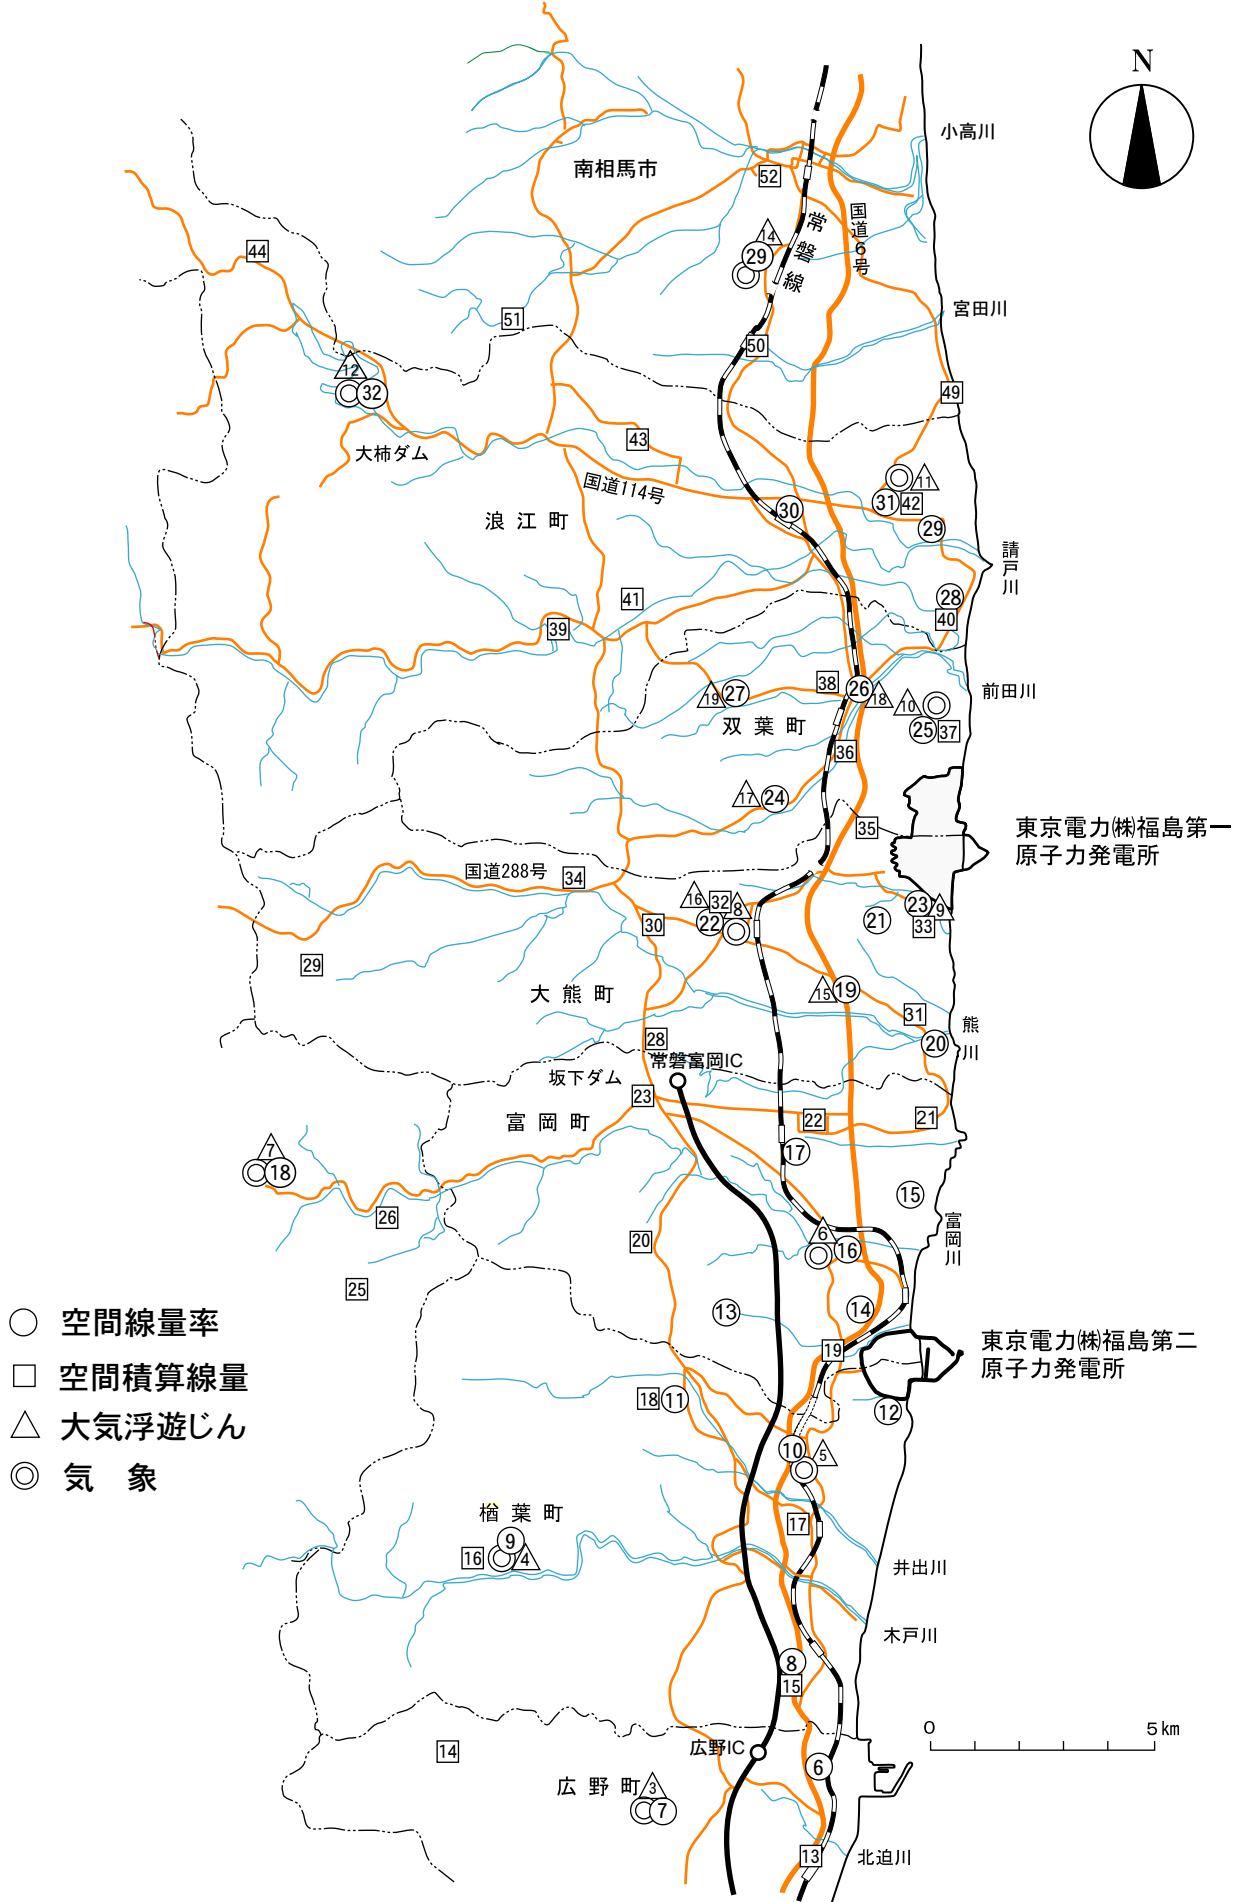 N
小高川
南相馬市
52
国道6号
常磐線
14
29
44
宮田川
51
50
12
32
49
43
大柿ダム
国道114号
11
31
42
30
29
浪江町
請戸川
28
41
40
39
38
26
18
10
19
27
前田川
双葉町
25
37
36
17
24
35
東京電力㈱福島第一
原子力発電所
国道288号
34
16
32
8
22
23
9
21
33
30
29
大熊町
15
19
31
熊川
20
28
常磐富岡IC
坂下ダム
23
富岡町
22
21
17
7
18
15
26
富岡川
6
16
20
25
14
13
○ 空間線量率
□ 空間積算線量
△ 大気浮遊じん
◎ 気　象
19
東京電力㈱福島第二
原子力発電所
18
11
12
10
5
楢葉町
17
9
16
4
井出川
木戸川
8
15
0
5km
14
広野IC
6
広野町
3
7
13
北迫川